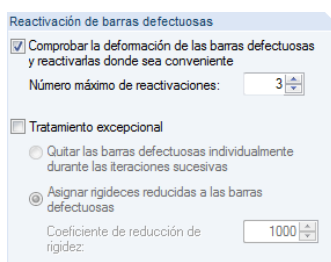 Reactivación de barras defectuosas
Comprobar la deformación de las barras defectuosas
y reactivarlas donde sea conveniente
Número máximo de reactivaciones: 3
Tratamiento excepcional
Quitar las barras defectuosas individualmente
durante las iteraciones sucesivas
Asignar rigideces reducidas a las barras
defectuosas
Coeficiente de reducción de 1000
rigidez: